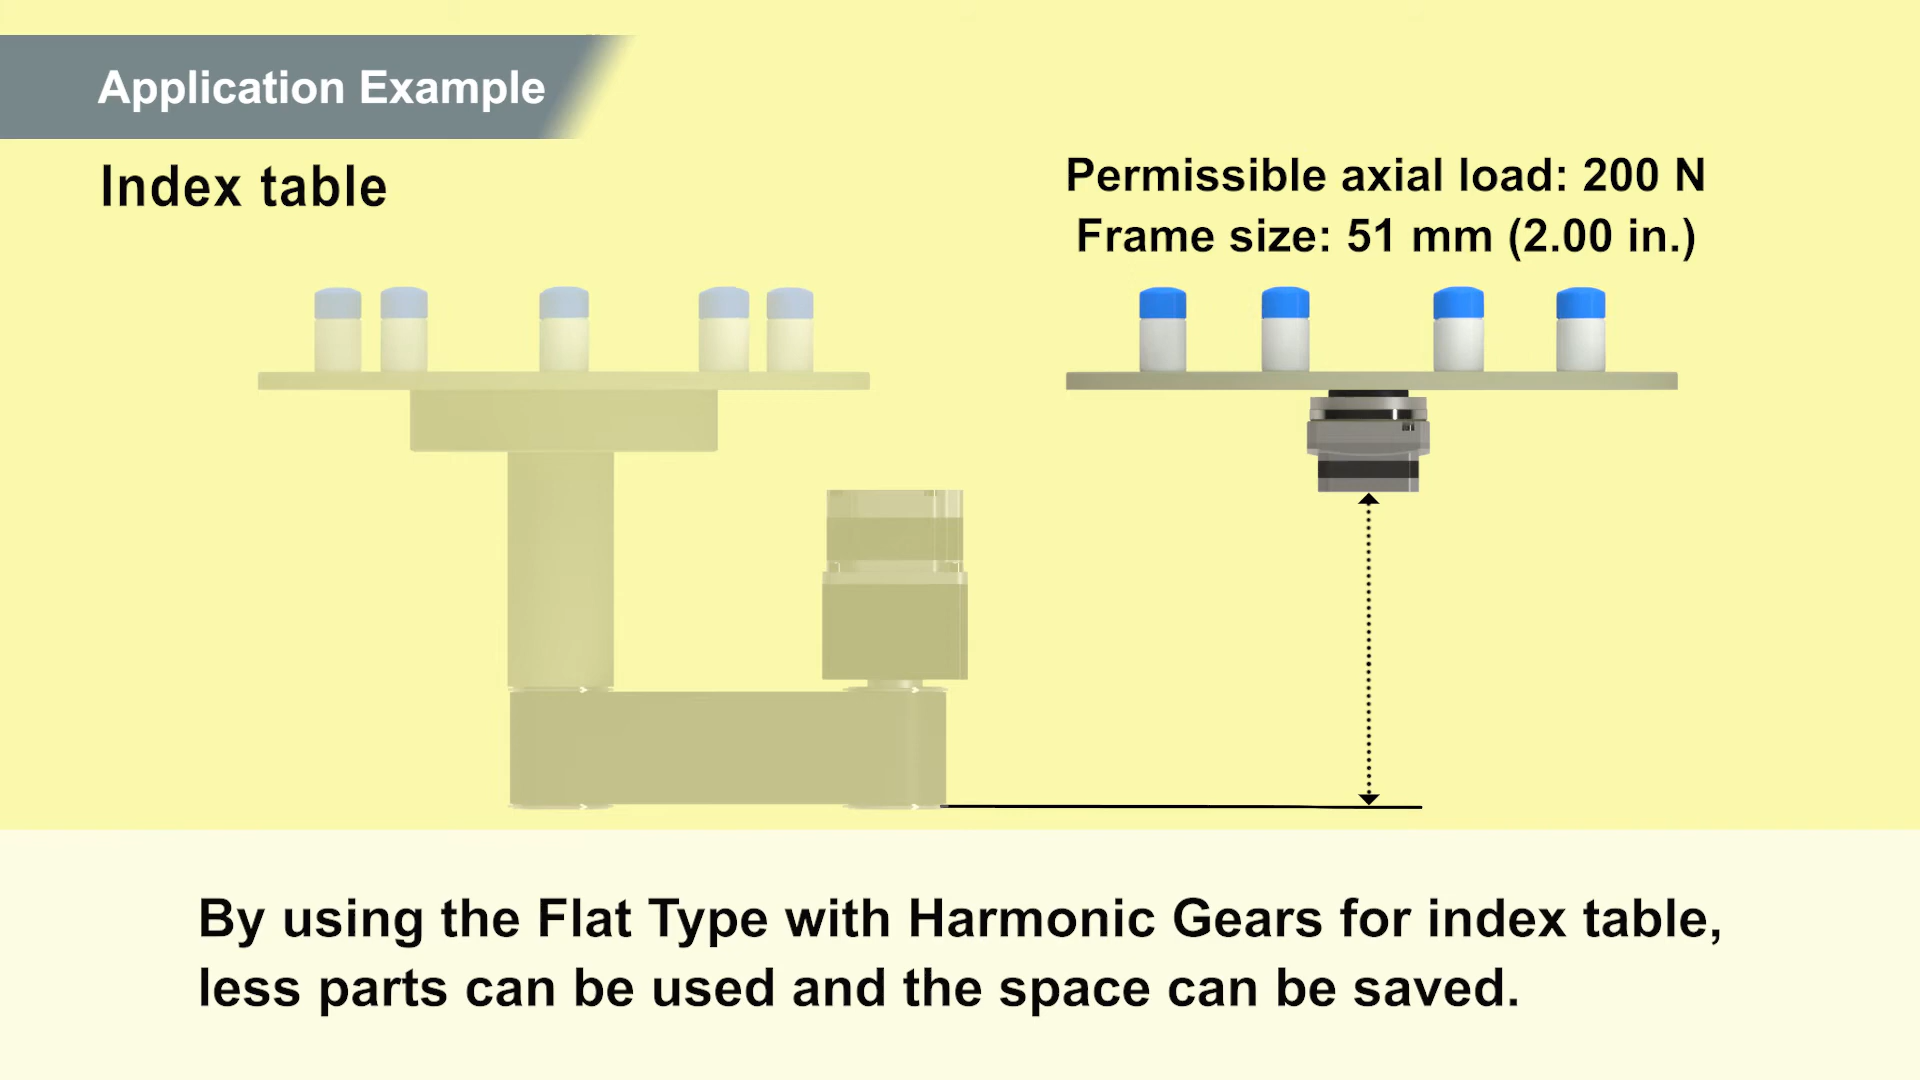 Application Example
Index table
Permissible axial load: 200 N
Frame size: 51 mm (2.00 in.)
By using the Flat Type with Harmonic Gears for index table,
less parts can be used and the space can be saved.